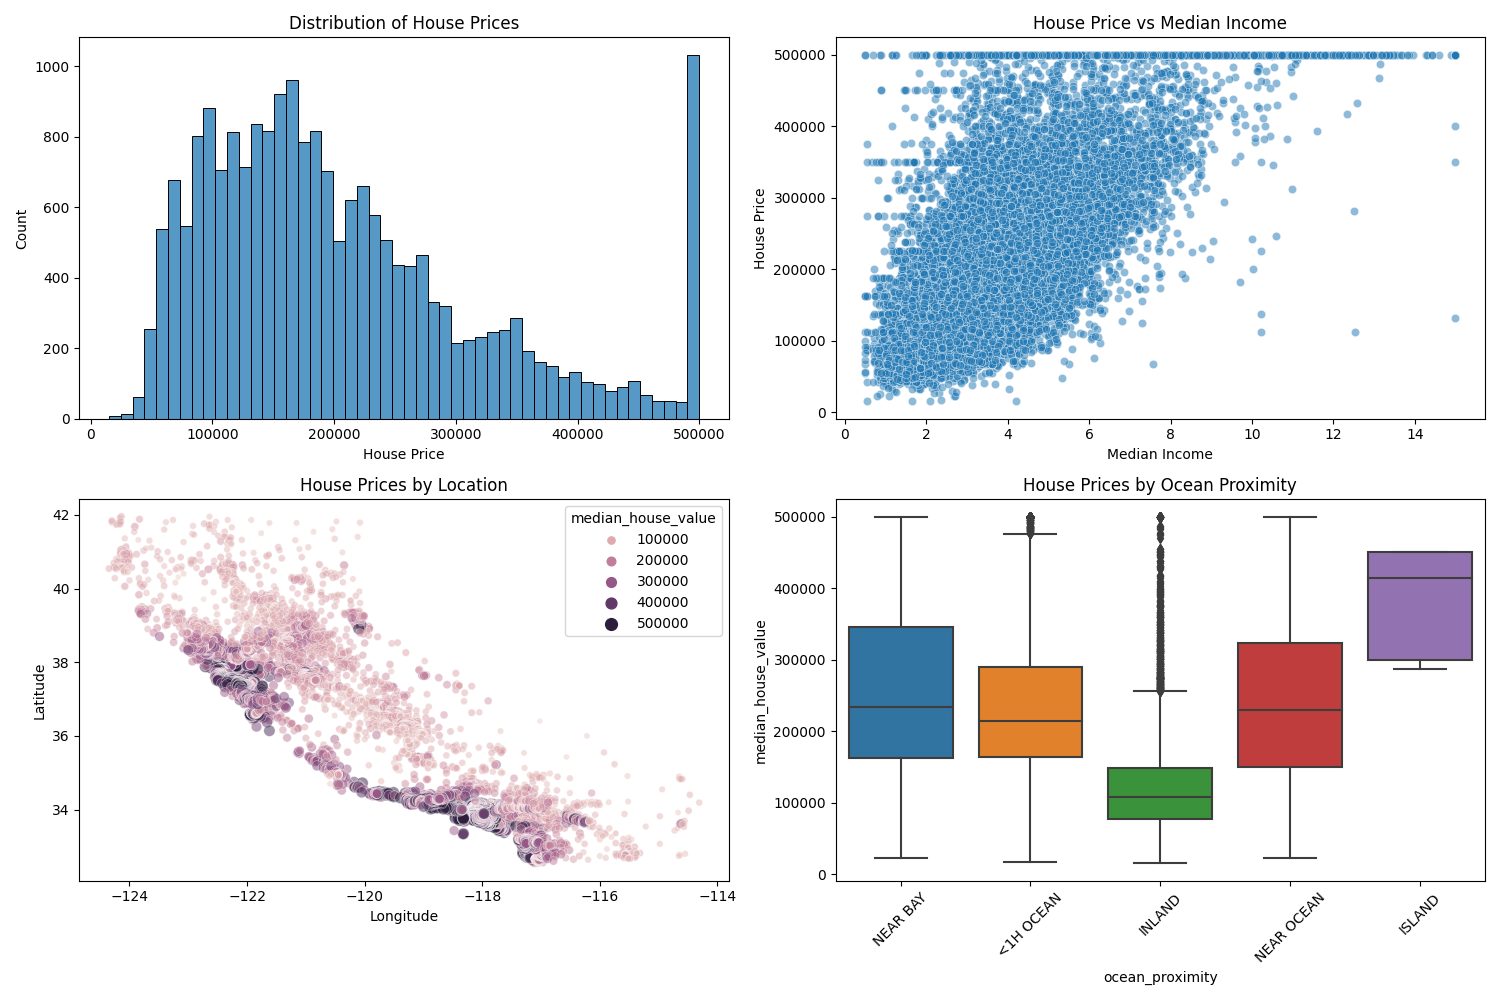 Distribution of House Prices
1000
800
600
400
200
0
Count
0 100000 200000 300000 400000 500000
House Price
House Price vs Median Income
500000
400000
300000
200000
100000
0
House Price
0 2 4 6 8 10 12 14
Median Income
House Prices by Location
42
40
38
36
34
Latitude
median_house_value
100000
200000
300000
400000
500000
−124 −122 −120 −118 −116 −114
Longitude
House Prices by Ocean Proximity
500000
400000
300000
200000
100000
0
median_house_value
NEAR BAY
<1H OCEAN
INLAND
NEAR OCEAN
ISLAND
ocean_proximity